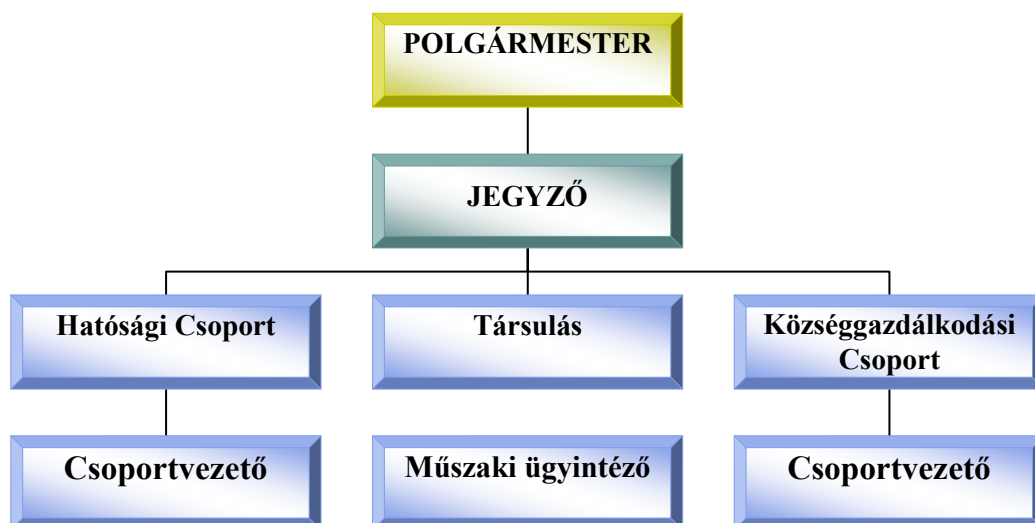 POLGÁRMESTER
JEGYZŐ
Hatósági Csoport
Társulás
Községgazdálkodási
Csoport
Csoportvezető
Műszaki ügyintéző
Csoportvezető